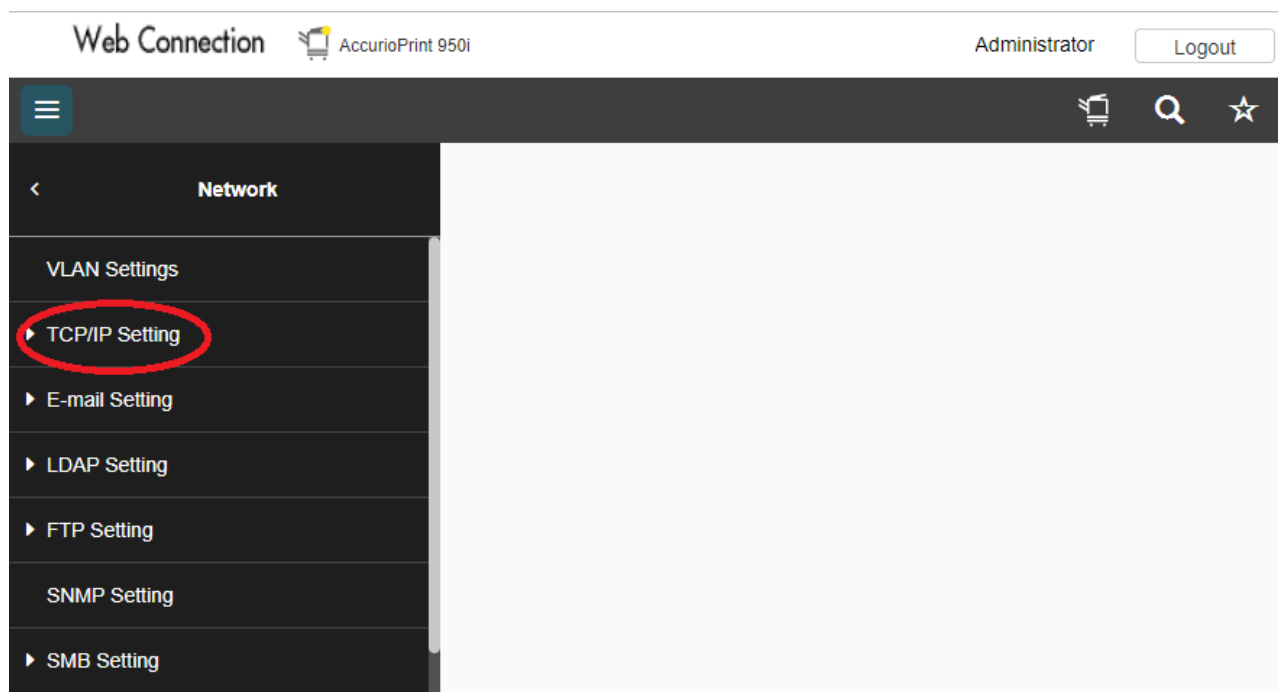 Web Connection AccurioPrint 950i Administrator Logout
Network
VLAN Settings
TCP/IP Setting
E-mail Setting
LDAP Setting
FTP Setting
SNMP Setting
SMB Setting